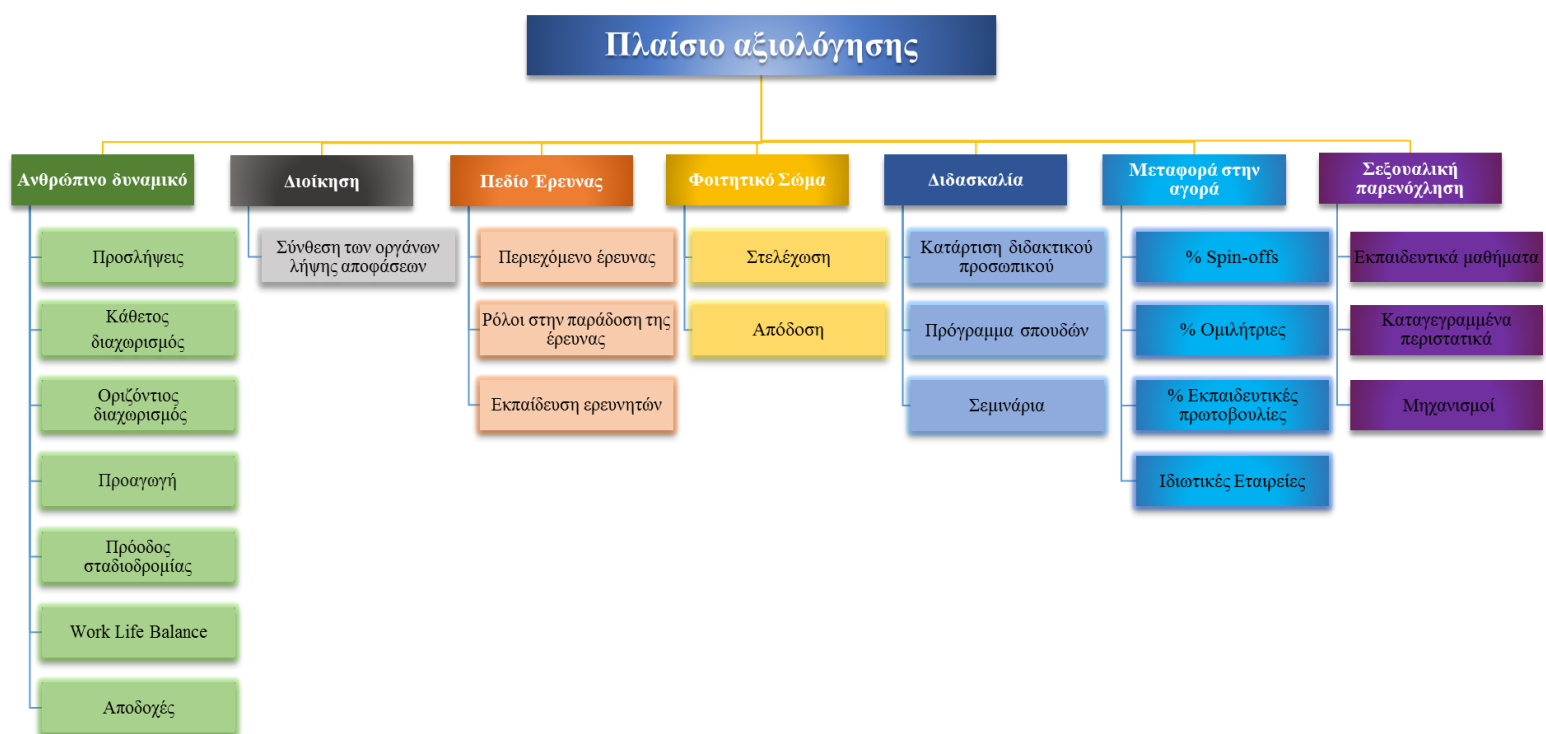 Πλαίσιο αξιολόγησης
Ανθρώπινο δυναμικό
Προσλήψεις
Κάθετος
διαχωρισμός
Οριζόντιος
διαχωρισμός
Προαγωγή
Πρόοδος
σταδιοδρομίας
Work Life Balance
Αποδοχές
Διοίκηση
Σύνθεση των οργάνων
λήψης αποφάσεων
Πεδίο Έρευνας
Περιεχόμενο έρευνας
Ρόλοι στην παράδοση της
έρευνας
Εκπαίδευση ερευνητών
Φοιτητικό Σώμα
Στελέχωση
Απόδοση
Διδασκαλία
Κατάρτιση διδακτικού
προσωπικού
Πρόγραμμα σπουδών
Σεμινάρια
Μεταφορά στην
αγορά
% Spin-offs
% Ομιλήτριες
% Εκπαιδευτικές
πρωτοβουλίες
Ιδιωτικές Εταιρείες
Σεξουαλική
παρενόχληση
Εκπαιδευτικά μαθήματα
Καταγεγραμμένα
περιστατικά
Μηχανισμοί